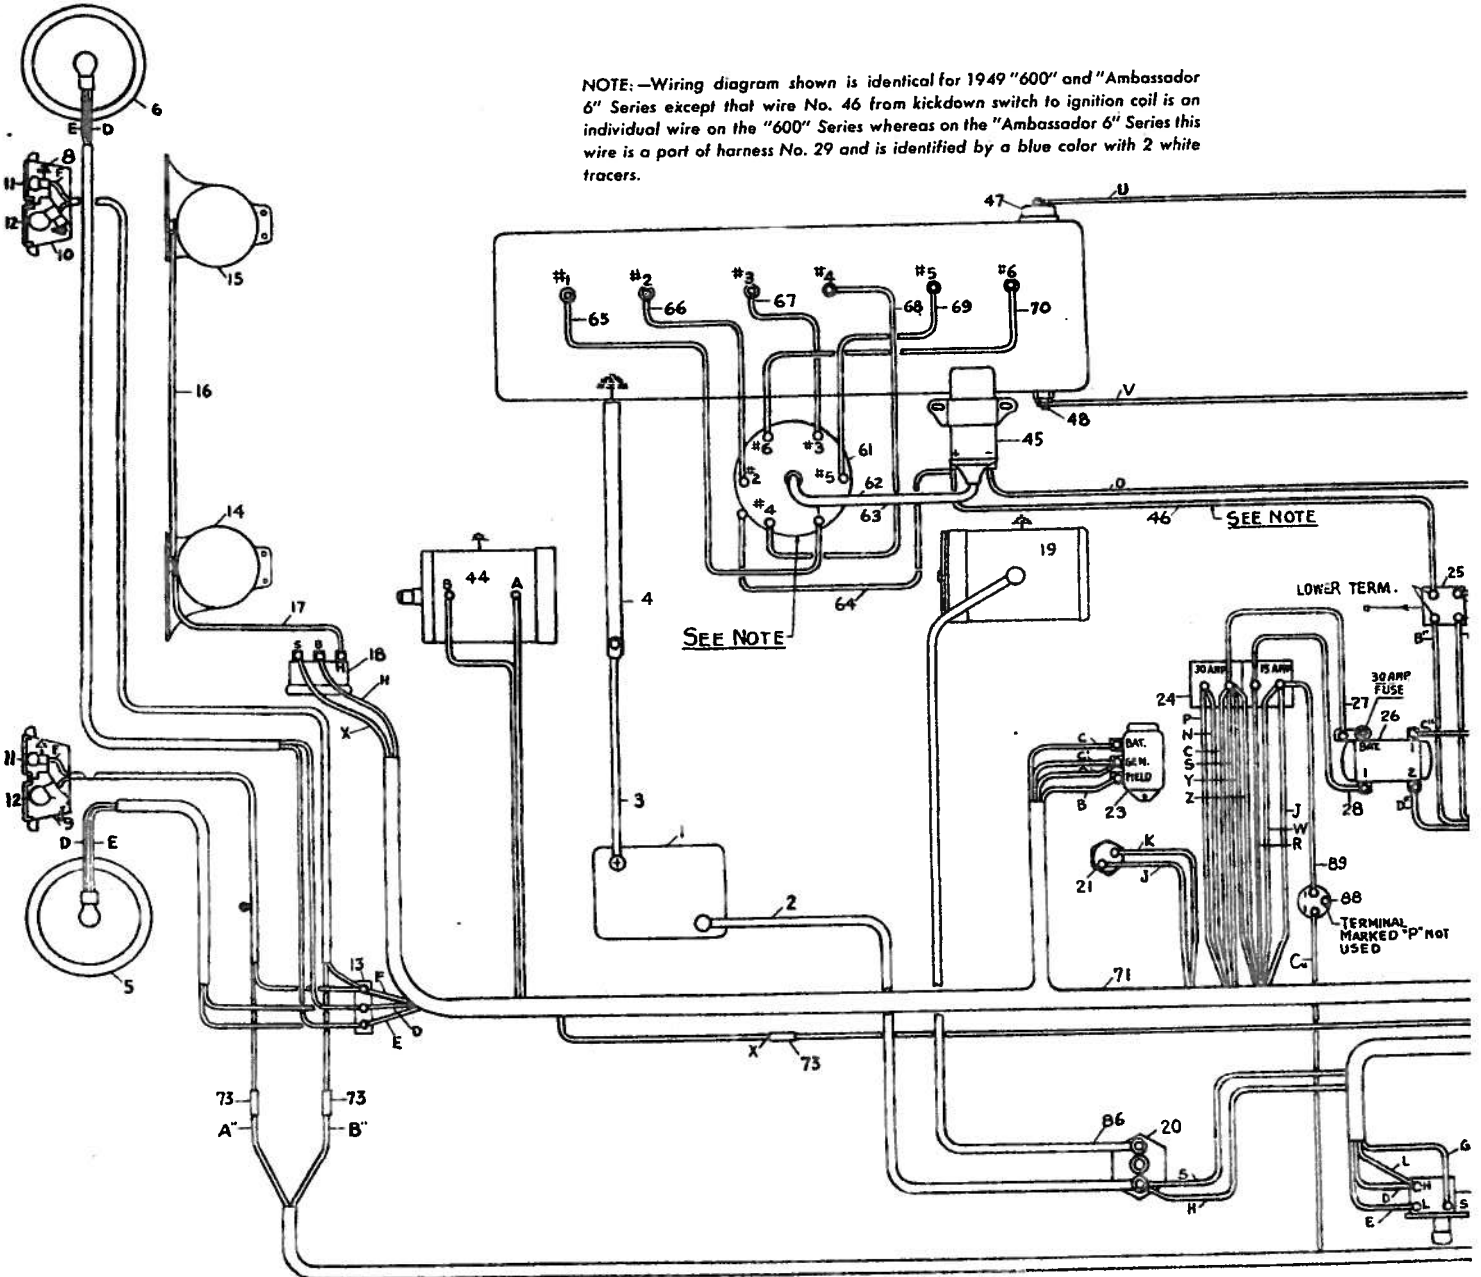 NOTE:—Wiring diagram shown is identical for 1949 "600" and "Ambassador
6" Series except that wire No. 46 from kickdown switch to ignition coil is an
individual wire on the "600" Series whereas on the "Ambassador 6" Series this
wire is a part of harness No. 29 and is identified by a blue color with 2 white
tracers.
6
E D
8
11
F
12
10
15
16
14
17
S B H
18
H
X
11
F
12
9
D E
5
13
F
D
E
73 73
A" B"
47
U
#1 #2 #3 #4 #5 #6
65 66 67 68 69 70
V
48
45
+ -
#6 #3
61
#2 #5
62
#4
63
O
46
SEE NOTE
64
SEE NOTE
44
B A
19
4
3
1
2
LOWER TERM.
25
B"
30 AMP 15 AMP
24
P
N
C
S
Y
Z
27
30 AMP
FUSE
26
S"
BAT. 1
1 2
28
D"
J
W
R
89
88
TERMINAL
MARKED "P" NOT
USED
C"
C
BAT.
GEN.
A
FIELD
B
23
K
21
J
71
X
73
86
20
S
H
G
L
D H
E L S